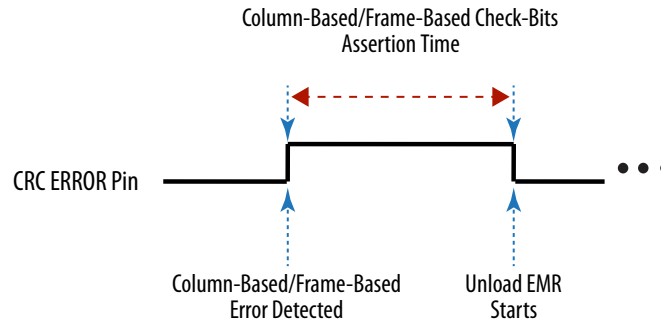 Column-Based/Frame-Based Check-Bits
Assertion Time
CRC ERROR Pin
Column-Based/Frame-Based
Error Detected
Unload EMR
Starts